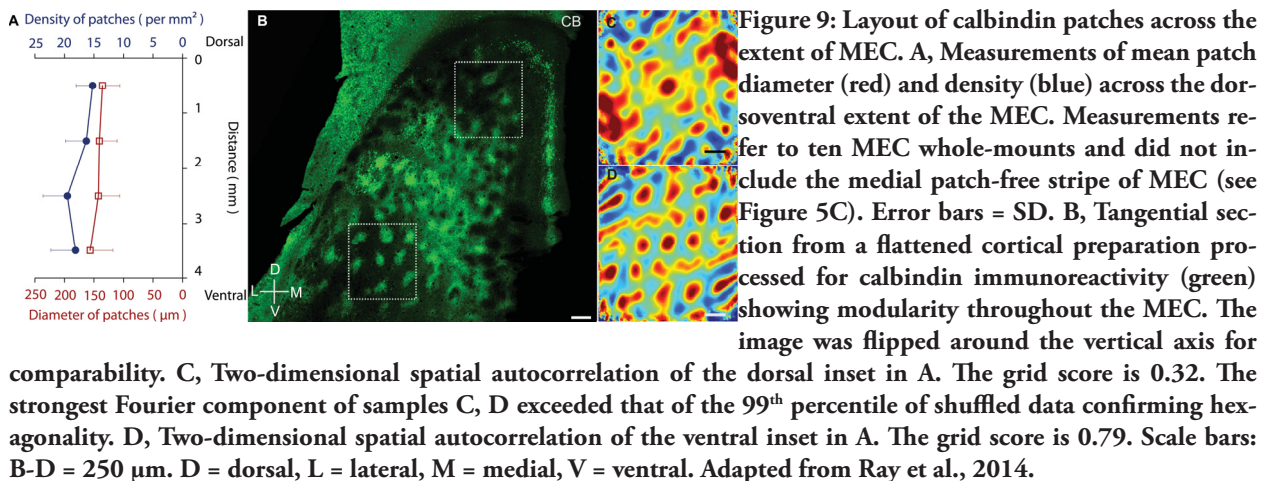 A Density of patches ( per mm² )
25 20 15 10 5 0
Dorsal
0
1
2
3
4
Distance ( mm )
Ventral
250 200 150 100 50 0
Diameter of patches ( µm )
B CB
D
L M
V
C
D
Figure 9: Layout of calbindin patches across the
extent of MEC. A, Measurements of mean patch
diameter (red) and density (blue) across the dor-
soventral extent of the MEC. Measurements re-
fer to ten MEC whole-mounts and did not in-
clude the medial patch-free stripe of MEC (see
Figure 5C). Error bars = SD. B, Tangential sec-
tion from a flattened cortical preparation pro-
cessed for calbindin immunoreactivity (green)
showing modularity throughout the MEC. The
image was flipped around the vertical axis for
comparability. C, Two-dimensional spatial autocorrelation of the dorsal inset in A. The grid score is 0.32. The
strongest Fourier component of samples C, D exceeded that of the 99th percentile of shuffled data confirming hex-
agonality. D, Two-dimensional spatial autocorrelation of the ventral inset in A. The grid score is 0.79. Scale bars:
B-D = 250 µm. D = dorsal, L = lateral, M = medial, V = ventral. Adapted from Ray et al., 2014.